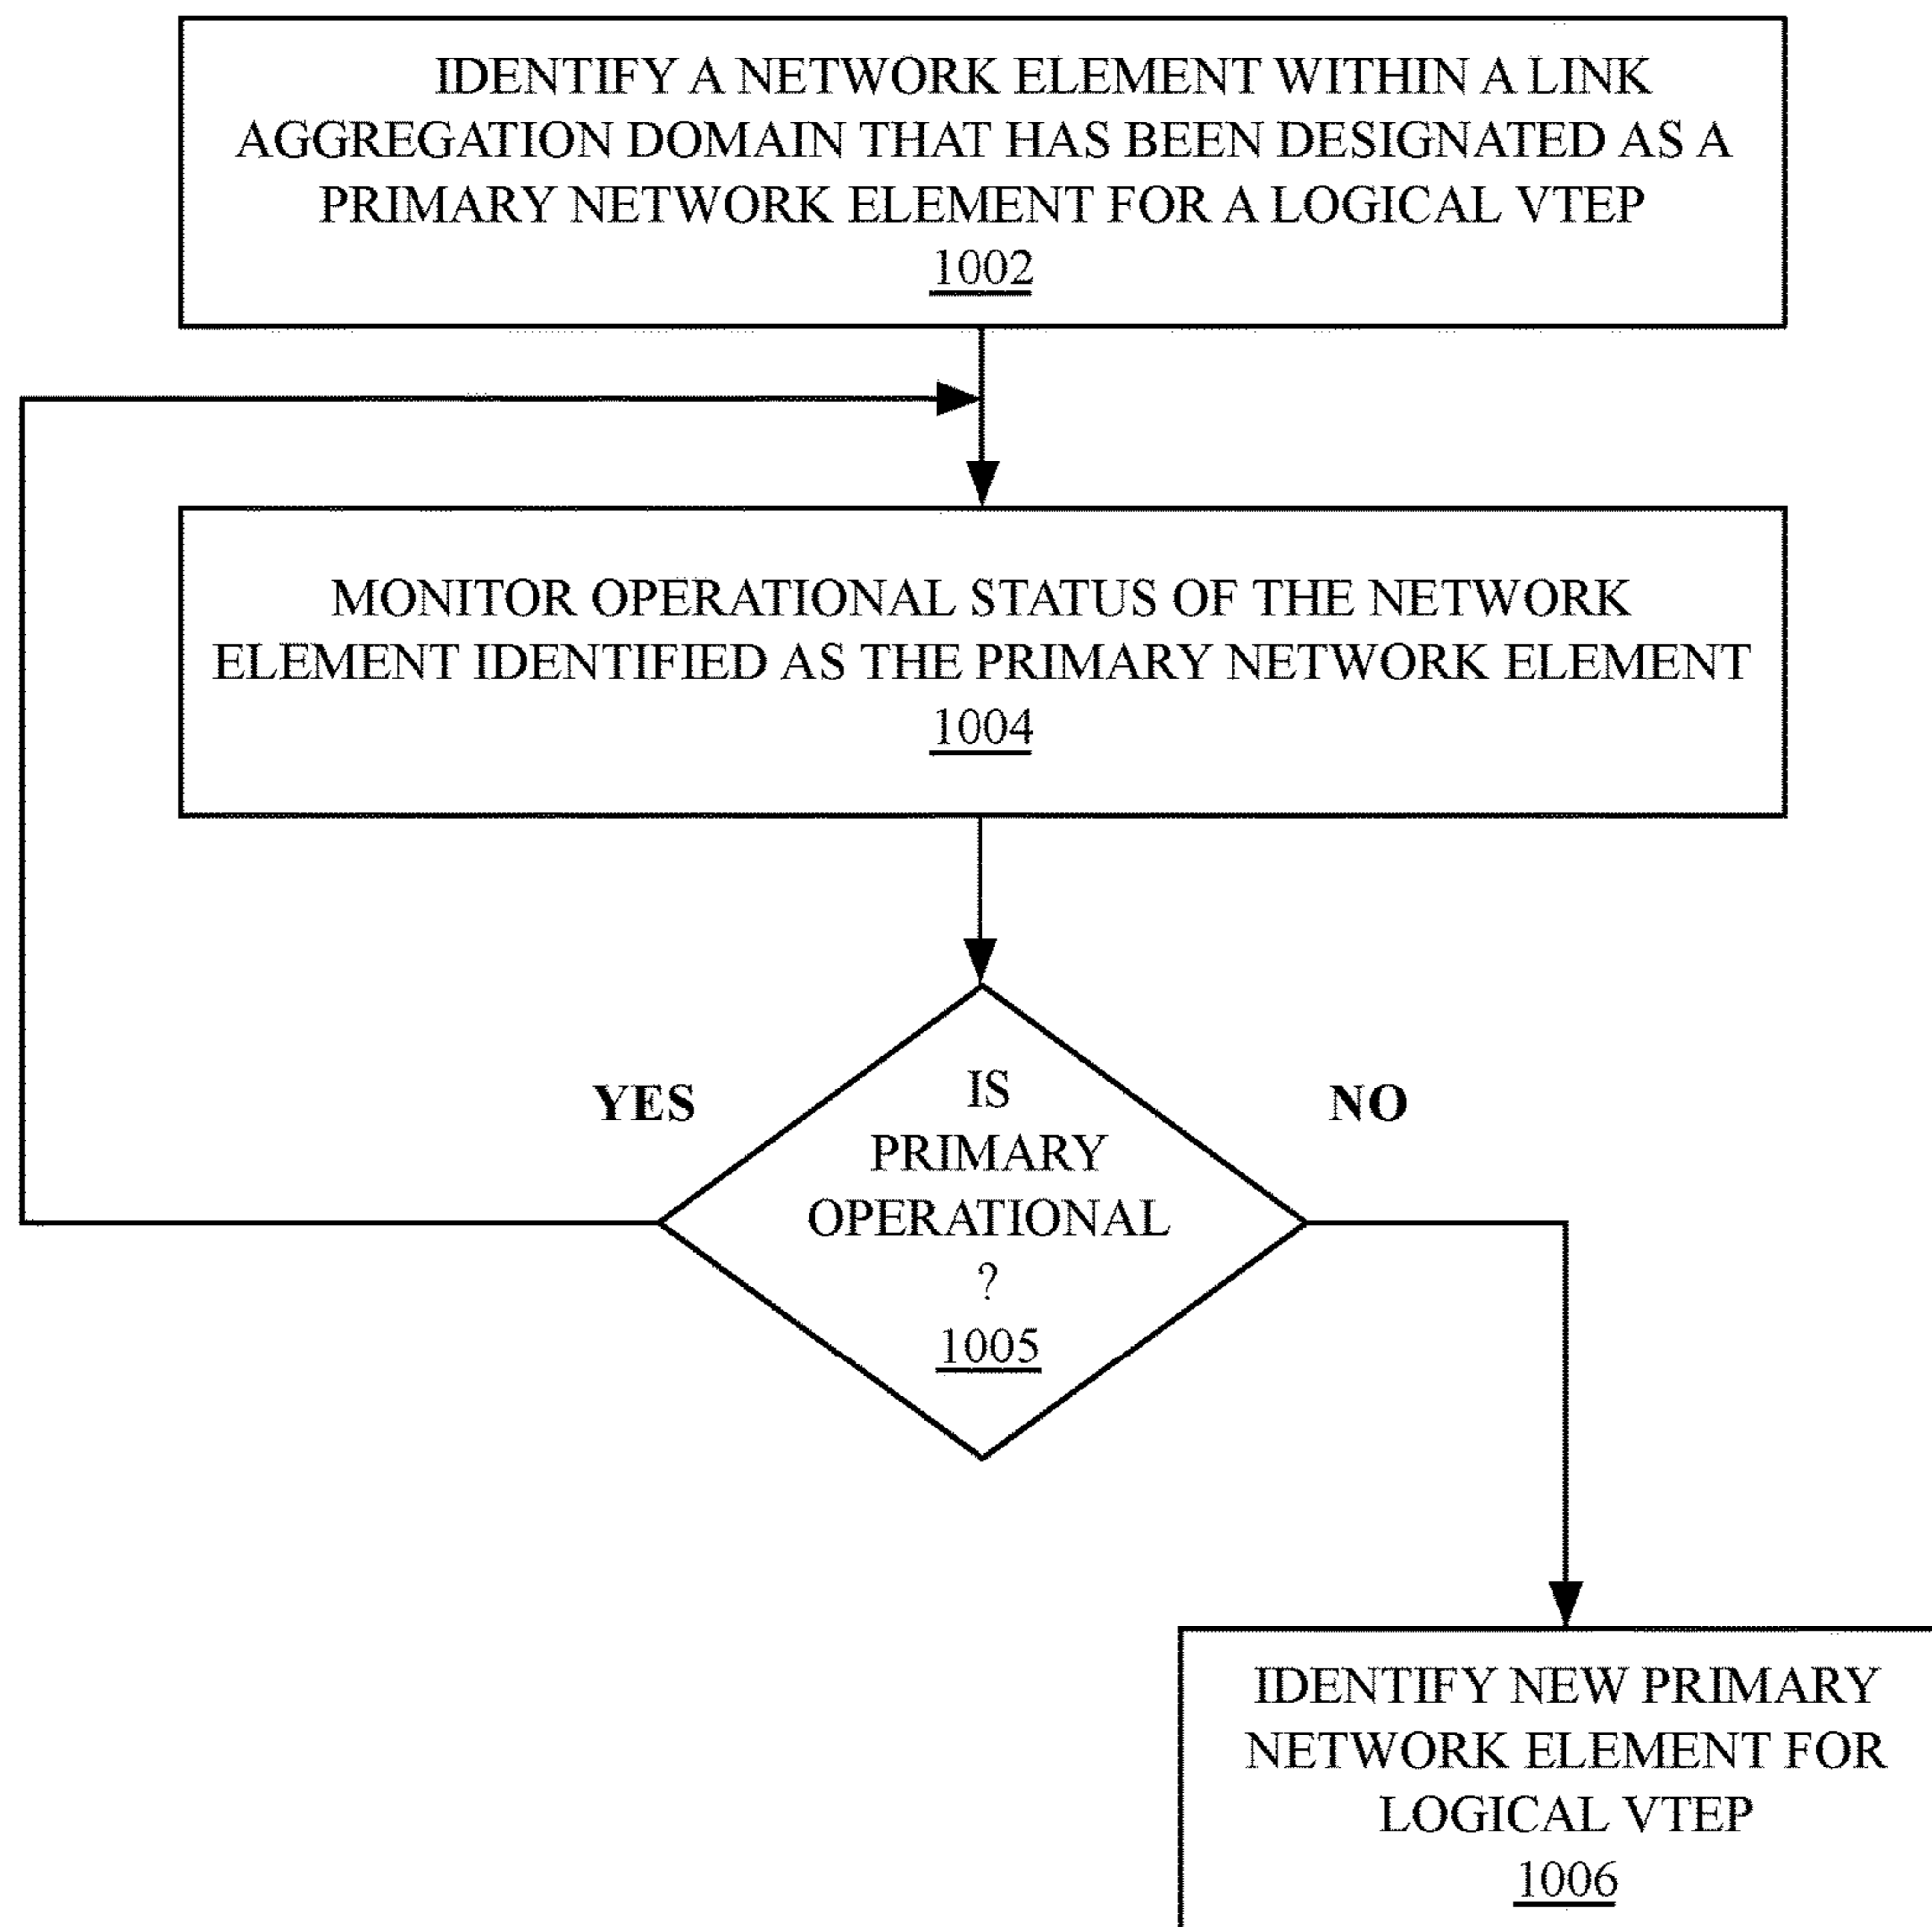 IDENTIFY A NETWORK ELEMENT WITHIN A LINK
AGGREGATION DOMAIN THAT HAS BEEN DESIGNATED AS A
PRIMARY NETWORK ELEMENT FOR A LOGICAL VTEP
1002
MONITOR OPERATIONAL STATUS OF THE NETWORK
ELEMENT IDENTIFIED AS THE PRIMARY NETWORK ELEMENT
1004
YES
NO
IS
PRIMARY
OPERATIONAL
?
1005
IDENTIFY NEW PRIMARY
NETWORK ELEMENT FOR
LOGICAL VTEP
1006